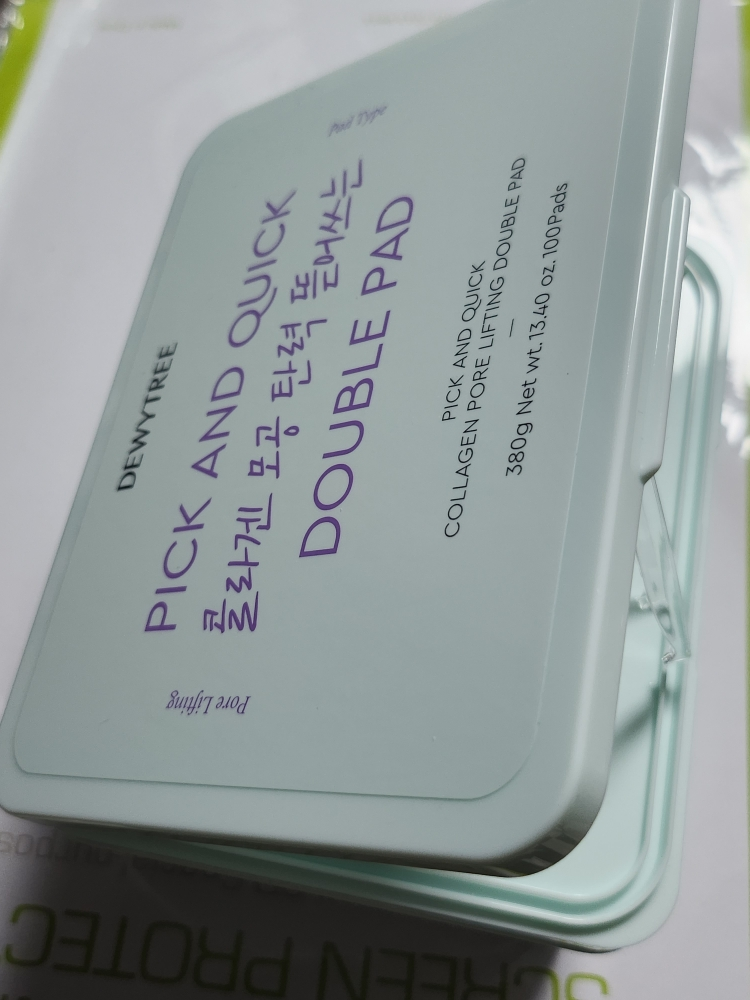 DEWYTREE
PICK AND QUICK
콜라겐 모공 탄력 뜯어쓰는
DOUBLE PAD
Pore Lifting
Pad Type
PICK AND QUICK
COLLAGEN PORE LIFTING DOUBLE PAD
380g Net wt. 13.40 oz. 100Pads
SCREEN PROTEC